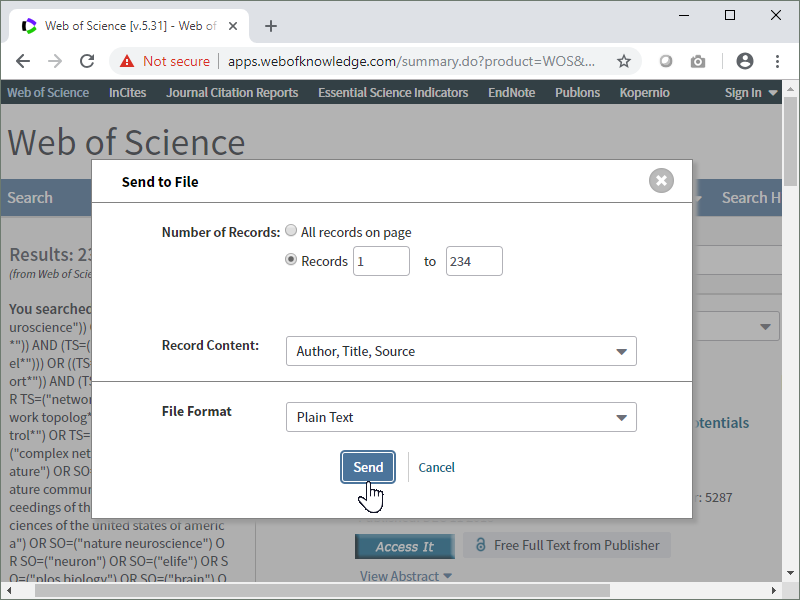 Web of Science [v.5.31] - Web of
Not secure apps.webofknowledge.com/summary.do?product=WOS&...
Web of Science InCites Journal Citation Reports Essential Science Indicators EndNote Publons Kopernio Sign In
Web of Science
Search Search H
Send to File
Number of Records: All records on page
Records 1 to 234
Record Content: Author, Title, Source
File Format Plain Text
Send Cancel
Results: 23
(from Web of Scie
You searched
uroscience"))
*")) AND (TS=(
el*"))) OR ((TS=
ort*")) AND (TS
R TS=("networ
work topolog*
trol*") OR TS=
("complex net
ature") OR SO=
ature commun
ceedings of th
ciences of the united states of americ
a") OR SO=("nature neuroscience") O
R SO=("neuron") OR SO=("elife") OR S
O=("plos biology") OR SO=("brain") O
otentials
: 5287
Access It Free Full Text from Publisher
View Abstract